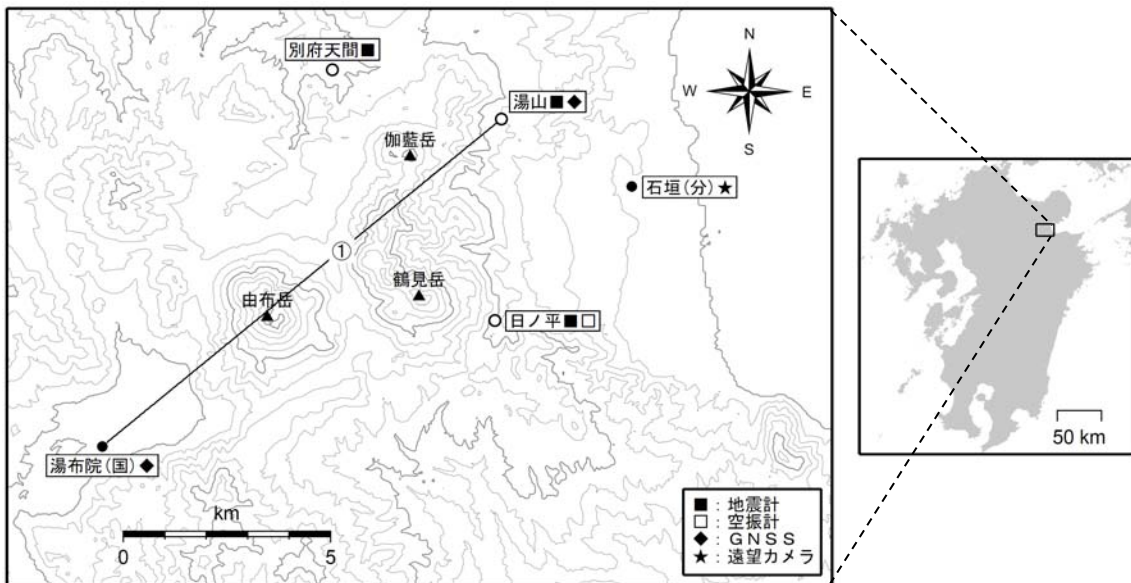 別府天間■
N
湯山■◆
W
E
伽藍岳
S
石垣(分)★
①
鶴見岳
由布岳
日ノ平■□
湯布院(国)◆
km
0
5
■：地震計
□：空振計
◆：ＧＮＳＳ
★：遠望カメラ
50 km